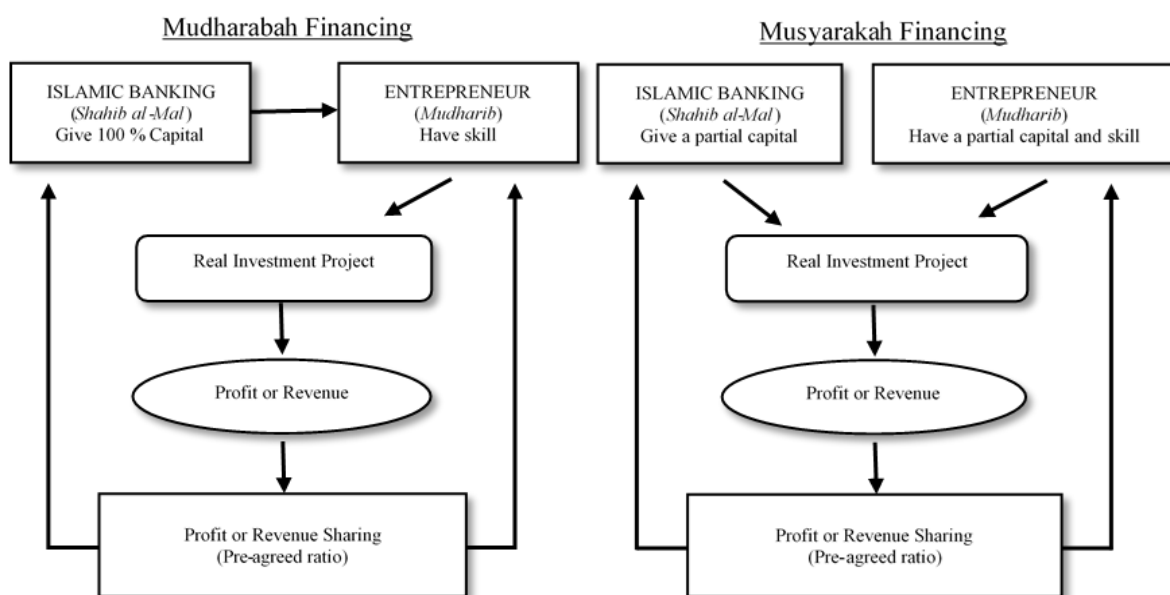 Mudharabah Financing
ISLAMIC BANKING
(Shahib al-Mal)
Give 100 % Capital
ENTREPRENEUR
(Mudharib)
Have skill
Real Investment Project
Profit or Revenue
Profit or Revenue Sharing
(Pre-agreed ratio)
Musyarakah Financing
ISLAMIC BANKING
(Shahib al-Mal)
Give a partial capital
ENTREPRENEUR
(Mudharib)
Have a partial capital and skill
Real Investment Project
Profit or Revenue
Profit or Revenue Sharing
(Pre-agreed ratio)